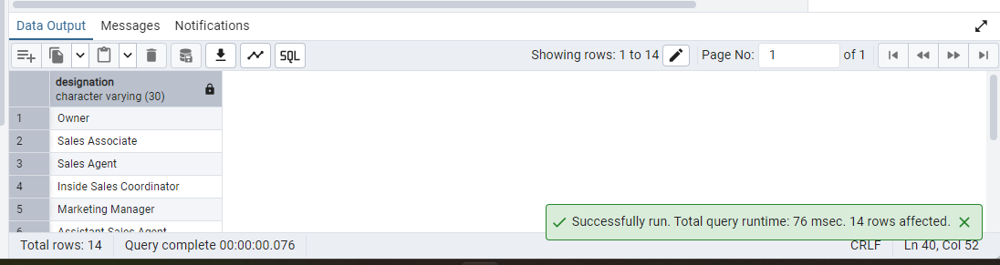 Data Output Messages Notifications
SQL Showing rows: 1 to 14 Page No: 1 of 1
designation
character varying (30)
1 Owner
2 Sales Associate
3 Sales Agent
4 Inside Sales Coordinator
5 Marketing Manager
6 Assistant Sales Agent
Successfully run. Total query runtime: 76 msec. 14 rows affected.
Total rows: 14 Query complete 00:00:00.076 CRLF Ln 40, Col 52